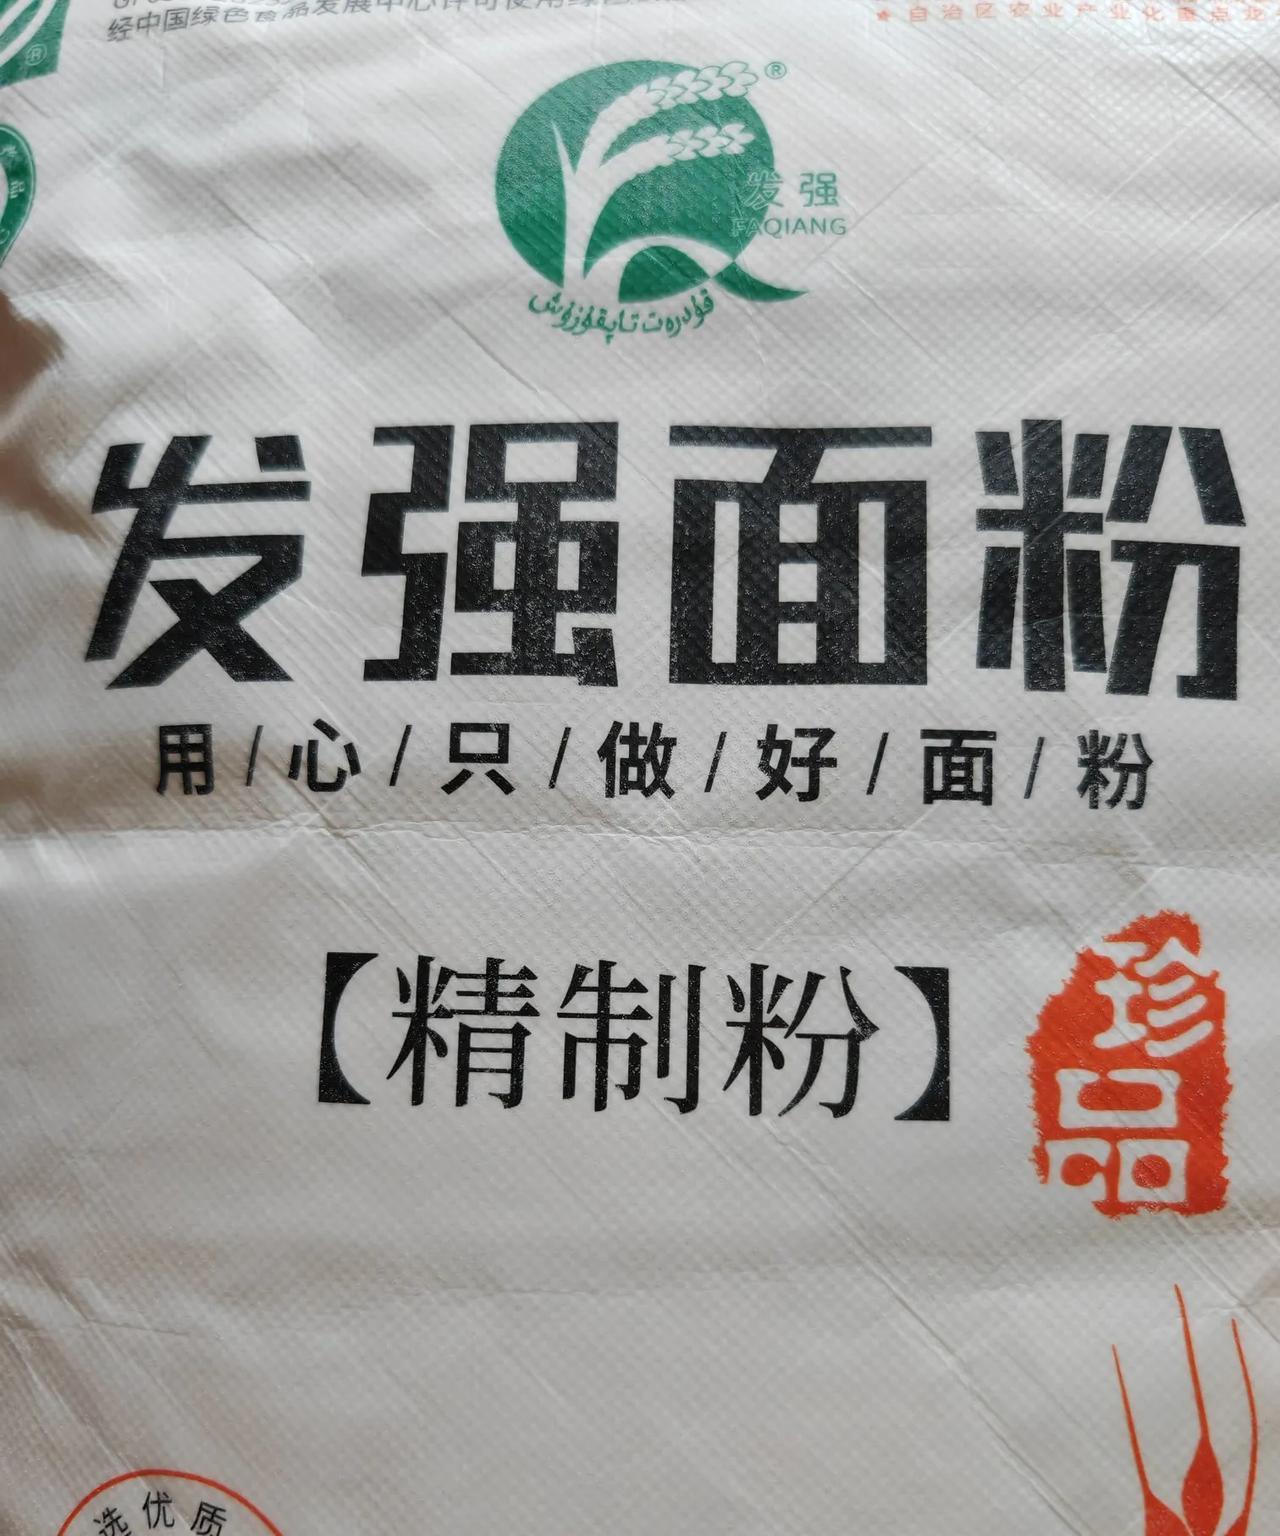 经中国绿色食品发展中心许可使用绿色
★自治区农业产业化重点龙
®
®
发强
FAQIANG
قۇدرەت تاپقۇزۇش
发强面粉
用/心/只/做/好/面/粉
【精制粉】
珍品
选优质